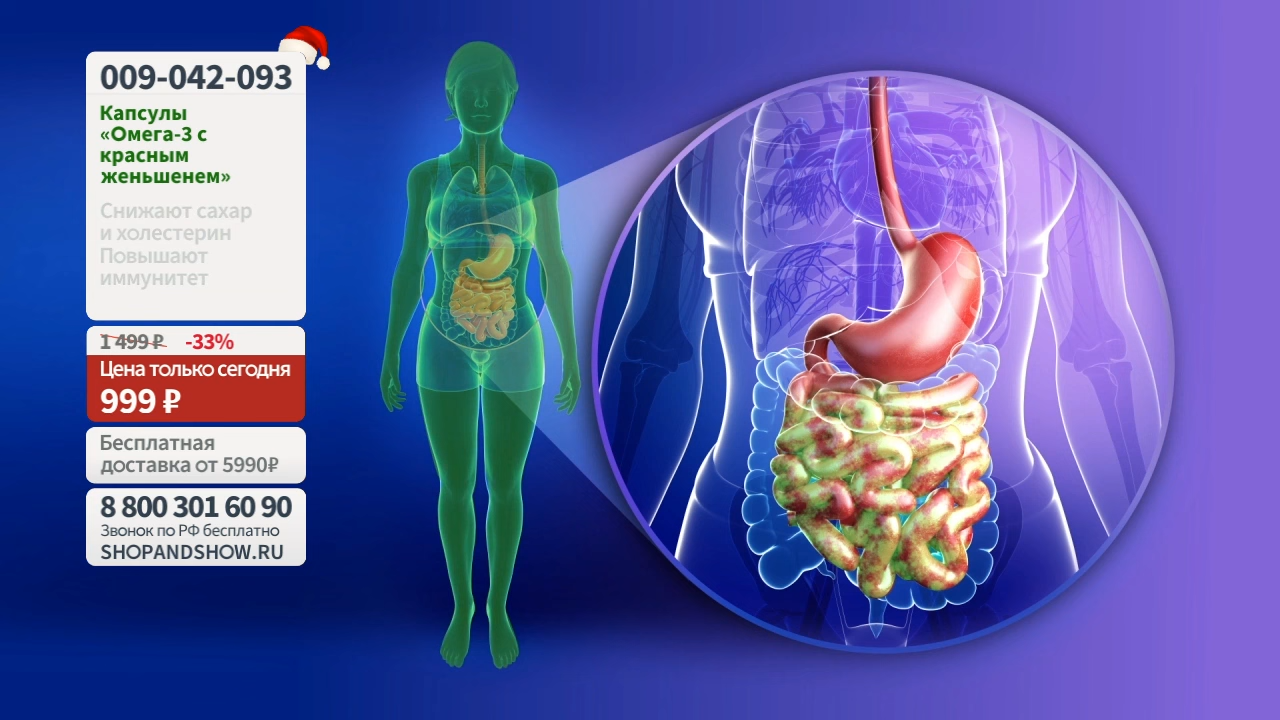 009-042-093
Капсулы
«Омега-3 с
красным
женьшенем»
Снижают сахар
и холестерин
Повышают
иммунитет
1 499 ₽ -33%
Цена только сегодня
999 ₽
Бесплатная
доставка от 5990₽
8 800 301 60 90
Звонок по РФ бесплатно
SHOPANDSHOW.RU